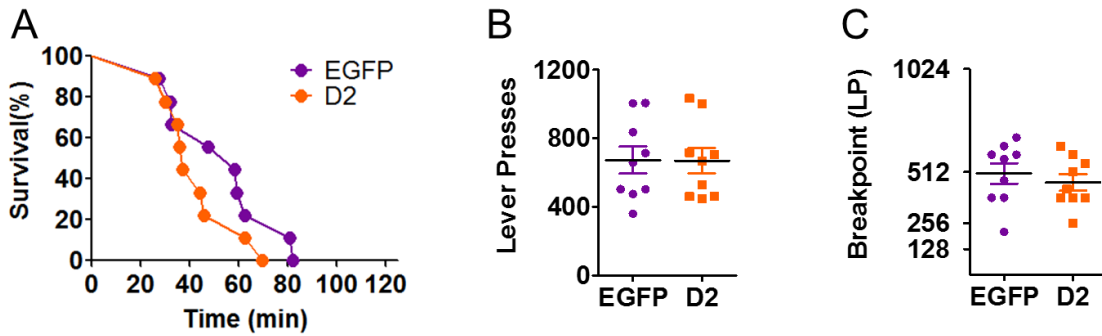 A
Survival(%)
100
80
60
40
20
0
0 20 40 60 80 100 120
Time (min)
EGFP
D2
B
Lever Presses
1200
800
400
0
EGFP D2
C
Breakpoint (LP)
1024
512
256
128
EGFP D2